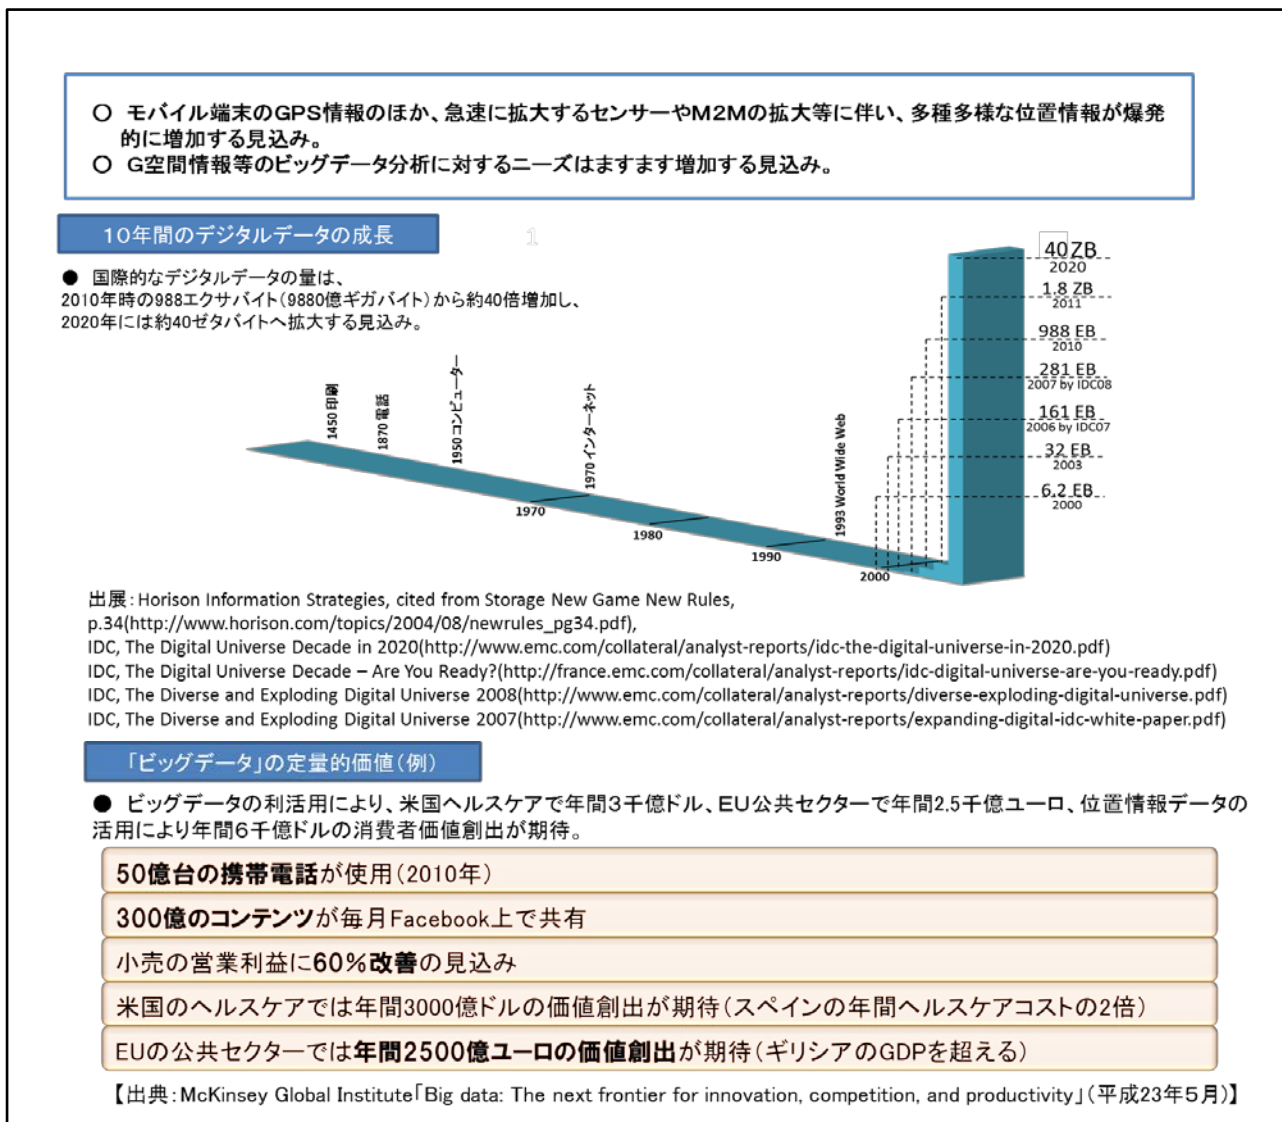 ○ モバイル端末のGPS情報のほか、急速に拡大するセンサーやM2Mの拡大等に伴い、多種多様な位置情報が爆発
的に増加する見込み。
○ G空間情報等のビッグデータ分析に対するニーズはますます増加する見込み。
10年間のデジタルデータの成長
1
● 国際的なデジタルデータの量は、
2010年時の988エクサバイト(9880億ギガバイト)から約40倍増加し、
2020年には約40ゼタバイトへ拡大する見込み。
40 ZB
2020
1.8 ZB
2011
988 EB
2010
281 EB
2007 by IDC08
161 EB
2006 by IDC07
32 EB
2003
6.2 EB
2000
1450 印刷
1870 電話
1950 コンピューター
1970 インターネット
1993 World Wide Web
1970
1980
1990
2000
出展:Horison Information Strategies, cited from Storage New Game New Rules,
p.34(http://www.horison.com/topics/2004/08/newrules_pg34.pdf),
IDC, The Digital Universe Decade in 2020(http://www.emc.com/collateral/analyst-reports/idc-the-digital-universe-in-2020.pdf)
IDC, The Digital Universe Decade – Are You Ready?(http://france.emc.com/collateral/analyst-reports/idc-digital-universe-are-you-ready.pdf)
IDC, The Diverse and Exploding Digital Universe 2008(http://www.emc.com/collateral/analyst-reports/diverse-exploding-digital-universe.pdf)
IDC, The Diverse and Exploding Digital Universe 2007(http://www.emc.com/collateral/analyst-reports/expanding-digital-idc-white-paper.pdf)
「ビッグデータ」の定量的価値(例)
● ビッグデータの利活用により、米国ヘルスケアで年間3千億ドル、EU公共セクターで年間2.5千億ユーロ、位置情報データの
活用により年間6千億ドルの消費者価値創出が期待。
50億台の携帯電話が使用(2010年)
300億のコンテンツが毎月Facebook上で共有
小売の営業利益に60%改善の見込み
米国のヘルスケアでは年間3000億ドルの価値創出が期待(スペインの年間ヘルスケアコストの2倍)
EUの公共セクターでは年間2500億ユーロの価値創出が期待(ギリシアのGDPを超える)
【出典:McKinsey Global Institute「Big data: The next frontier for innovation, competition, and productivity」(平成23年5月)】